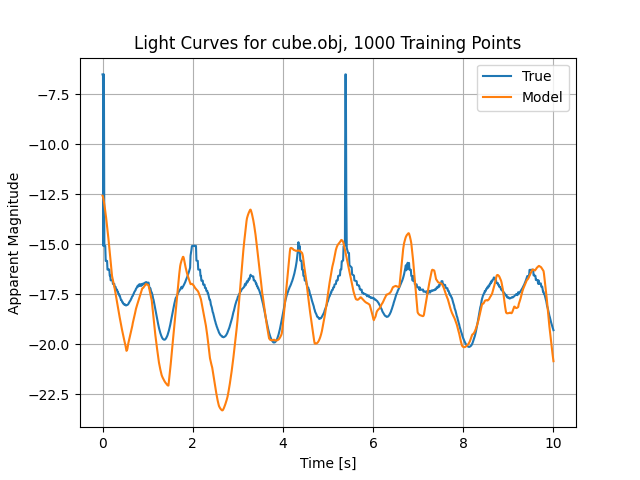 Light Curves for cube.obj, 1000 Training Points
True
Model
−7.5
−10.0
−12.5
−15.0
−17.5
−20.0
−22.5
Apparent Magnitude
0
2
4
6
8
10
Time [s]